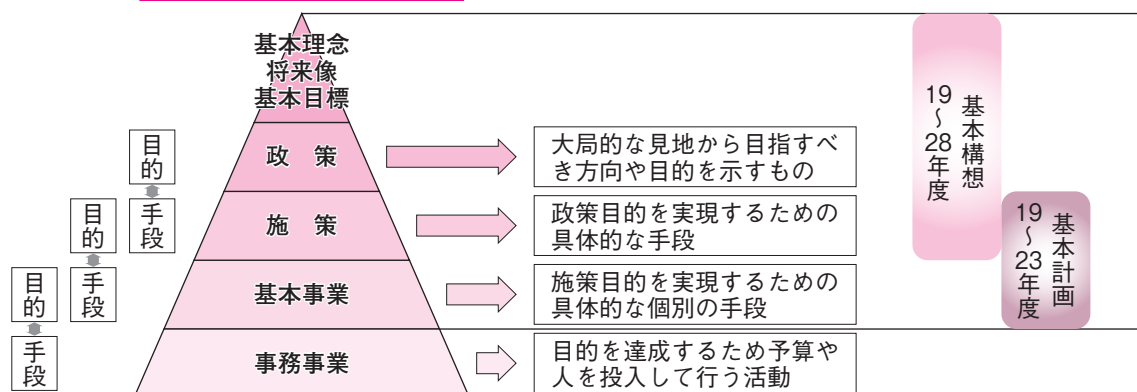 基本理念
将来像
基本目標
政　策
施　策
基本事業
事務事業
目的
手段
目的
手段
目的
手段
大局的な見地から目指すべ
き方向や目的を示すもの
政策目的を実現するための
具体的な手段
施策目的を実現するための
具体的な個別の手段
目的を達成するため予算や
人を投入して行う活動
基本構想
19～28年度
基本計画
19～23年度